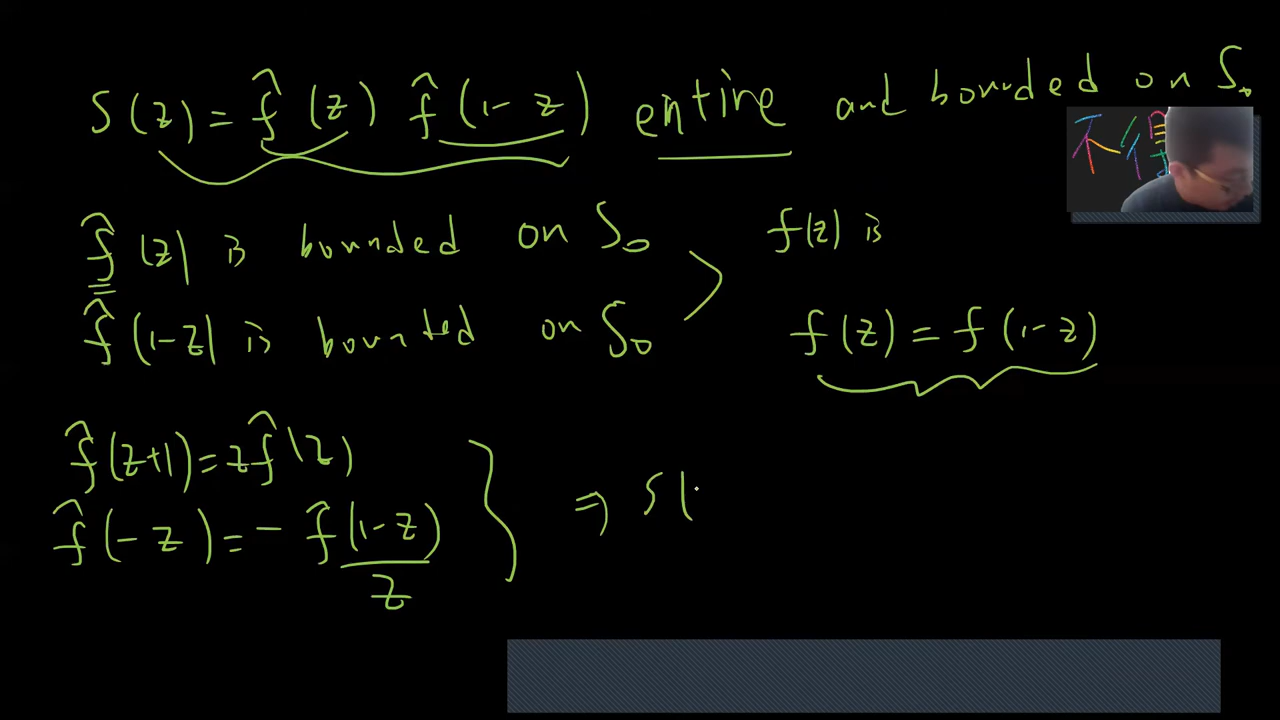 S(z) = f̂(z) f̂(1-z) entire and bounded on S₀
f̂(z) is bounded on S₀
f(z) is
f̂(1-z) is bounded on S₀
f(z) = f(1-z)
f̂(z+1) = z f̂(z)
f̂(-z) = - f̂(1-z)/z
⇒ S(
不